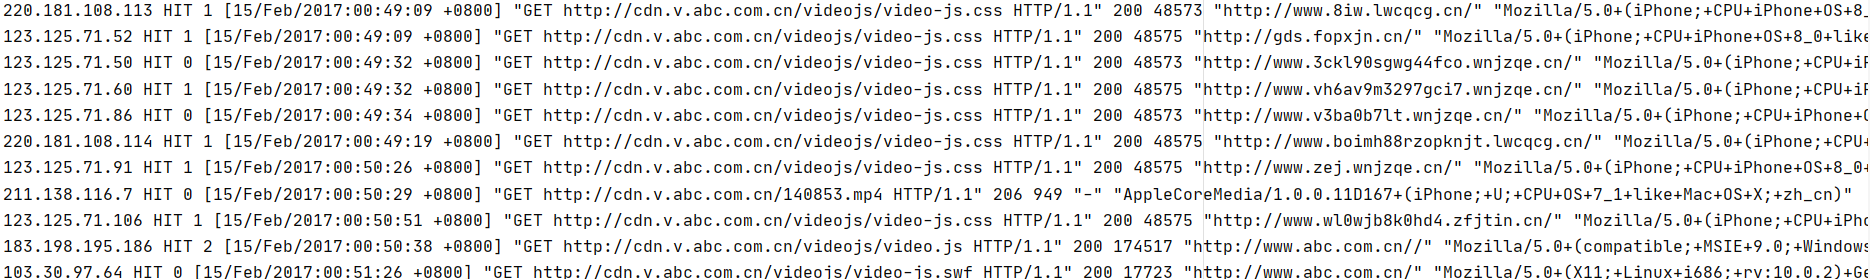 220.181.108.113 HIT 1 [15/Feb/2017:00:49:09 +0800] "GET http://cdn.v.abc.com.cn/videojs/video-js.css HTTP/1.1" 200 48573 "http://www.8iw.lwcqcg.cn/" "Mozilla/5.0+(iPhone;+CPU+iPhone+OS+8_
123.125.71.52 HIT 1 [15/Feb/2017:00:49:09 +0800] "GET http://cdn.v.abc.com.cn/videojs/video-js.css HTTP/1.1" 200 48575 "http://gds.fopxjn.cn/" "Mozilla/5.0+(iPhone;+CPU+iPhone+OS+8_0+like
123.125.71.50 HIT 0 [15/Feb/2017:00:49:32 +0800] "GET http://cdn.v.abc.com.cn/videojs/video-js.css HTTP/1.1" 200 48573 "http://www.3ckl90sgwg44fco.wnjzqe.cn/" "Mozilla/5.0+(iPhone;+CPU+iP
123.125.71.60 HIT 1 [15/Feb/2017:00:49:32 +0800] "GET http://cdn.v.abc.com.cn/videojs/video-js.css HTTP/1.1" 200 48575 "http://www.vh6av9m3297gci7.wnjzqe.cn/" "Mozilla/5.0+(iPhone;+CPU+iP
123.125.71.86 HIT 0 [15/Feb/2017:00:49:34 +0800] "GET http://cdn.v.abc.com.cn/videojs/video-js.css HTTP/1.1" 200 48573 "http://www.v3ba0b7lt.wnjzqe.cn/" "Mozilla/5.0+(iPhone;+CPU+iPhone+O
220.181.108.114 HIT 1 [15/Feb/2017:00:49:19 +0800] "GET http://cdn.v.abc.com.cn/videojs/video-js.css HTTP/1.1" 200 48575 "http://www.boimh88rzopknjt.lwcqcg.cn/" "Mozilla/5.0+(iPhone;+CPU+
123.125.71.91 HIT 1 [15/Feb/2017:00:50:26 +0800] "GET http://cdn.v.abc.com.cn/videojs/video-js.css HTTP/1.1" 200 48575 "http://www.zej.wnjzqe.cn/" "Mozilla/5.0+(iPhone;+CPU+iPhone+OS+8_0+
211.138.116.7 HIT 0 [15/Feb/2017:00:50:29 +0800] "GET http://cdn.v.abc.com.cn/140853.mp4 HTTP/1.1" 206 949 "-" "AppleCoreMedia/1.0.0.11D167+(iPhone;+U;+CPU+OS+7_1+like+Mac+OS+X;+zh_cn)"
123.125.71.106 HIT 1 [15/Feb/2017:00:50:51 +0800] "GET http://cdn.v.abc.com.cn/videojs/video-js.css HTTP/1.1" 200 48575 "http://www.wl0wjb8k0hd4.zfjtin.cn/" "Mozilla/5.0+(iPhone;+CPU+iPho
183.198.195.186 HIT 2 [15/Feb/2017:00:50:38 +0800] "GET http://cdn.v.abc.com.cn/videojs/video.js HTTP/1.1" 200 174517 "http://www.abc.com.cn//" "Mozilla/5.0+(compatible;+MSIE+9.0;+Windows
103.30.97.64 HIT 0 [15/Feb/2017:00:51:26 +0800] "GET http://cdn.v.abc.com.cn/videojs/video-js.swf HTTP/1.1" 200 17723 "http://www.abc.com.cn/" "Mozilla/5.0+(X11;+Linux+i686;+rv:10.0.2)+Ge